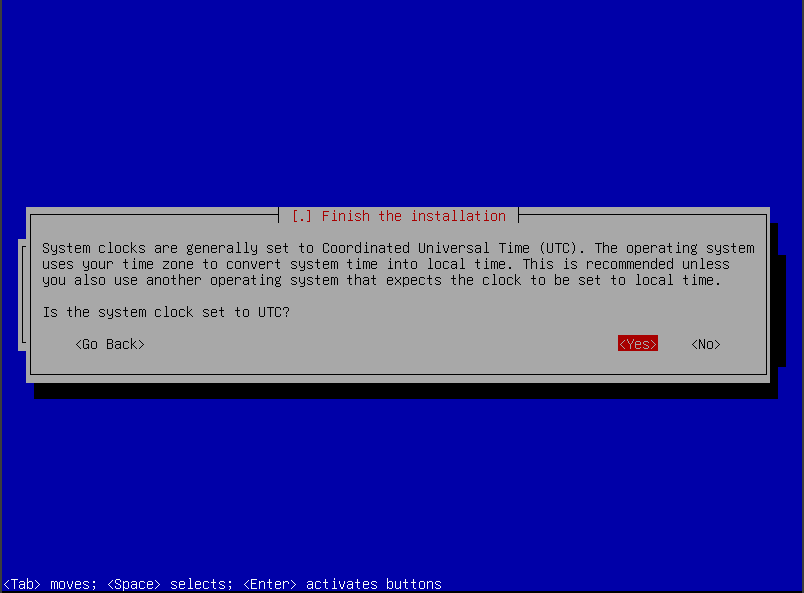 [.] Finish the installation
System clocks are generally set to Coordinated Universal Time (UTC). The operating system
uses your time zone to convert system time into local time. This is recommended unless
you also use another operating system that expects the clock to be set to local time.
Is the system clock set to UTC?
<Go Back> <Yes> <No>
<Tab> moves; <Space> selects; <Enter> activates buttons